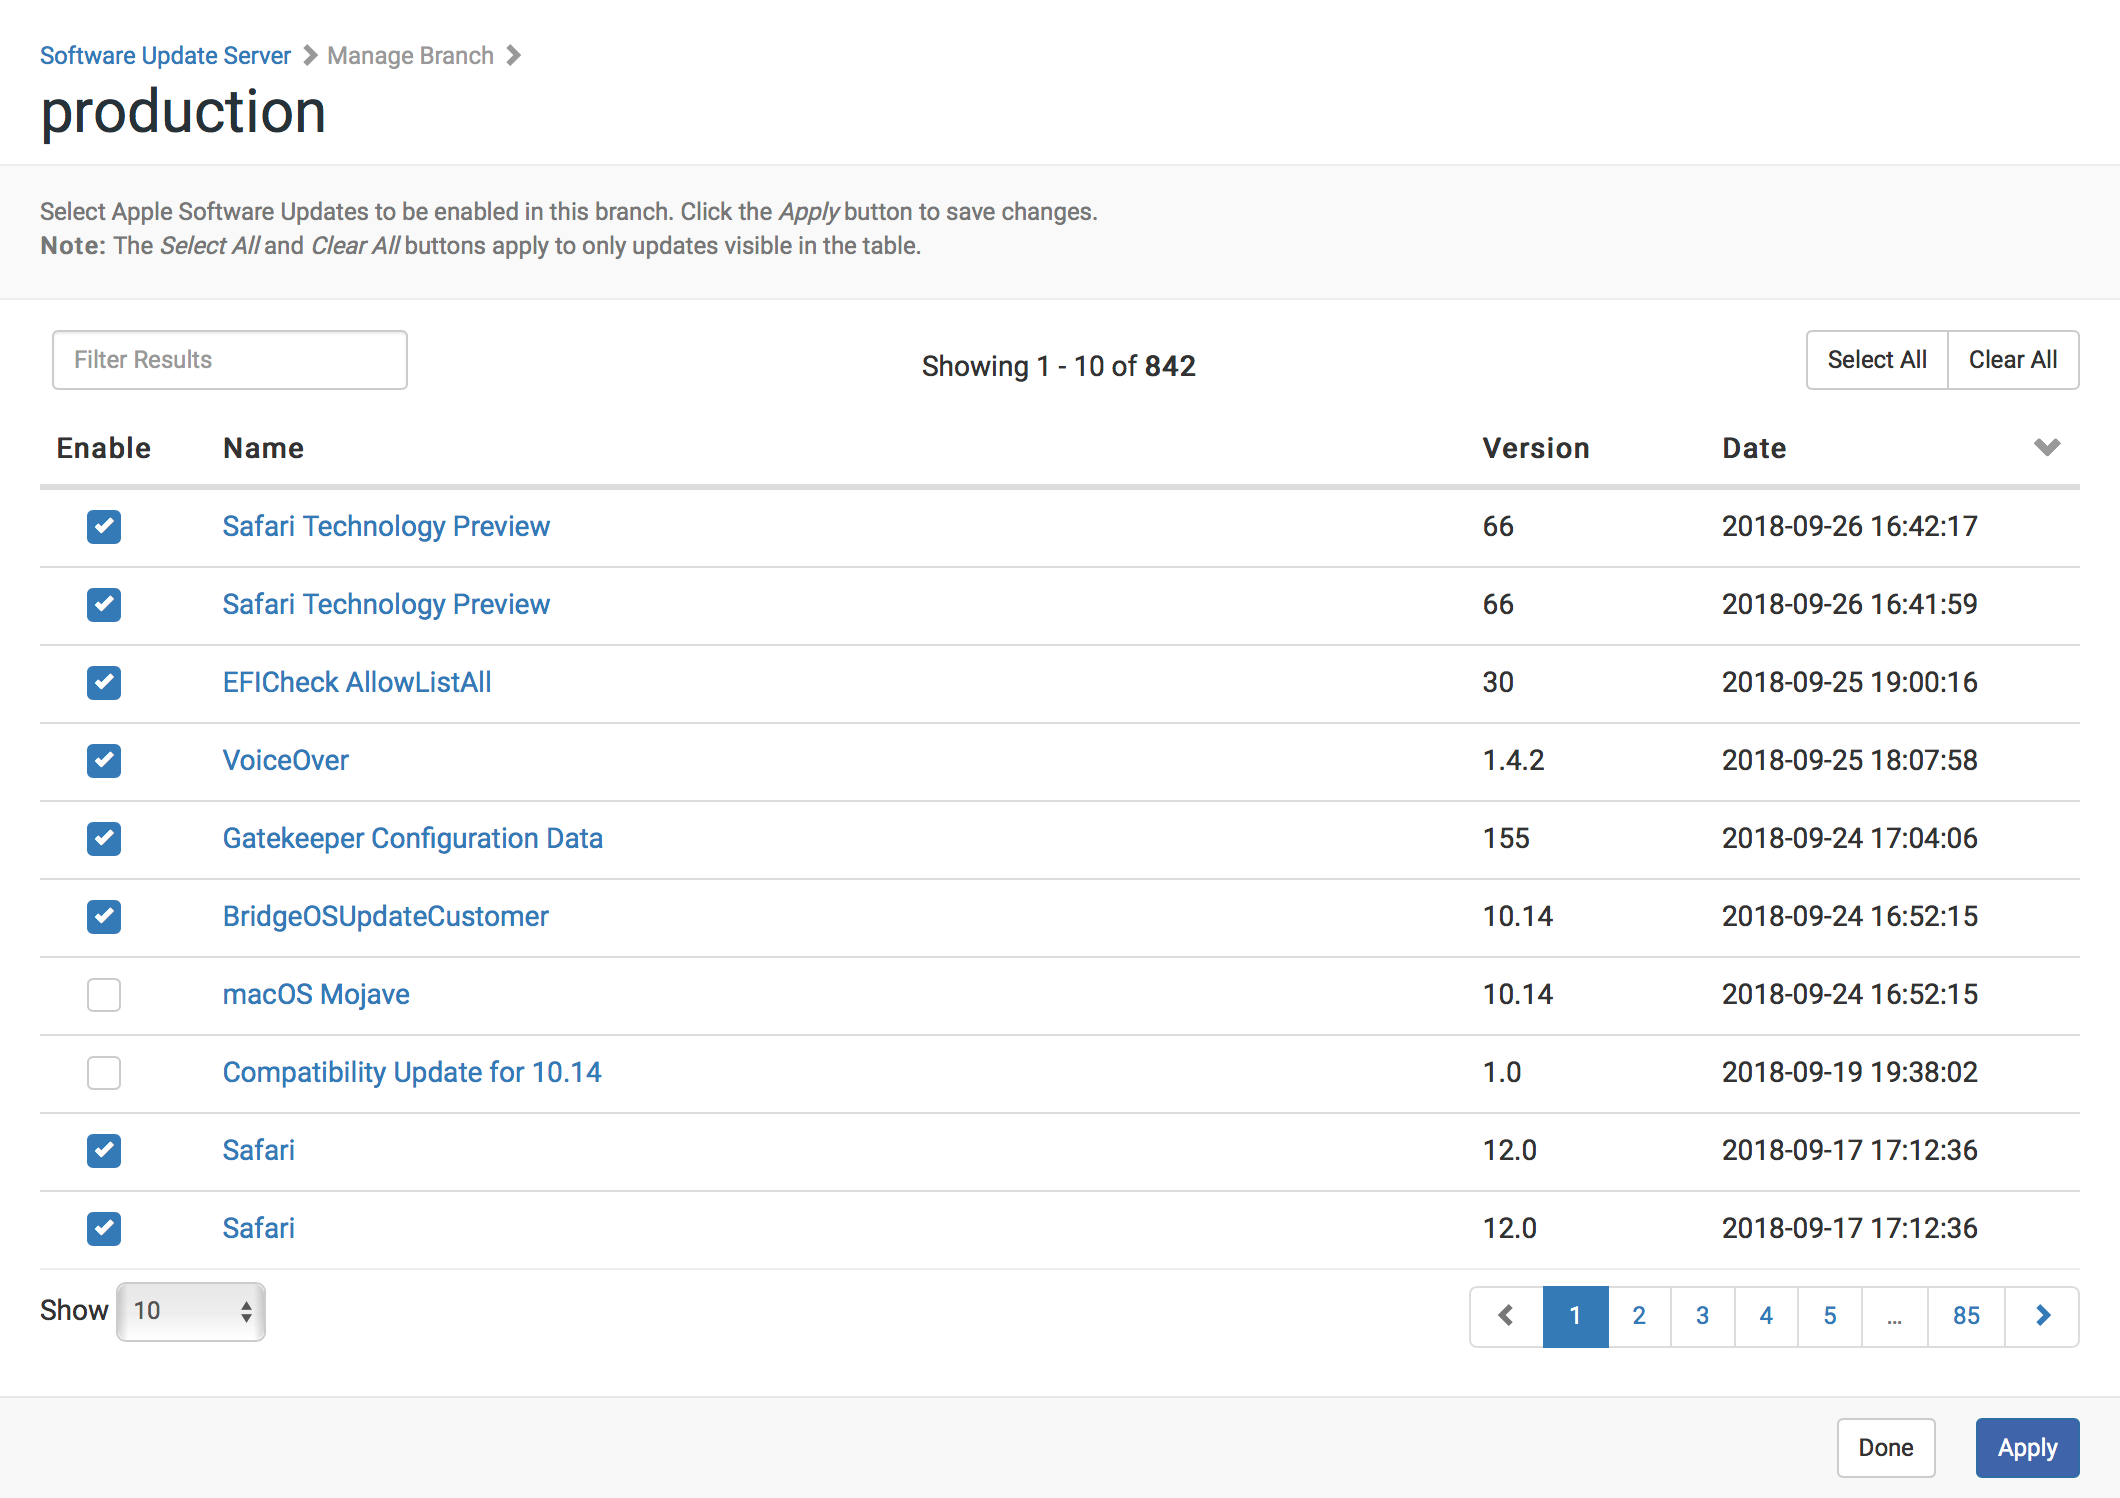 Software Update Server Manage Branch
production
Select Apple Software Updates to be enabled in this branch. Click the Apply button to save changes.
Note: The Select All and Clear All buttons apply to only updates visible in the table.
Filter Results Showing 1 - 10 of 842 Select All Clear All
Enable Name Version Date
Safari Technology Preview 66 2018-09-26 16:42:17
Safari Technology Preview 66 2018-09-26 16:41:59
EFICheck AllowListAll 30 2018-09-25 19:00:16
VoiceOver 1.4.2 2018-09-25 18:07:58
Gatekeeper Configuration Data 155 2018-09-24 17:04:06
BridgeOSUpdateCustomer 10.14 2018-09-24 16:52:15
macOS Mojave 10.14 2018-09-24 16:52:15
Compatibility Update for 10.14 1.0 2018-09-19 19:38:02
Safari 12.0 2018-09-17 17:12:36
Safari 12.0 2018-09-17 17:12:36
Show 10 1 2 3 4 5 ... 85
Done Apply